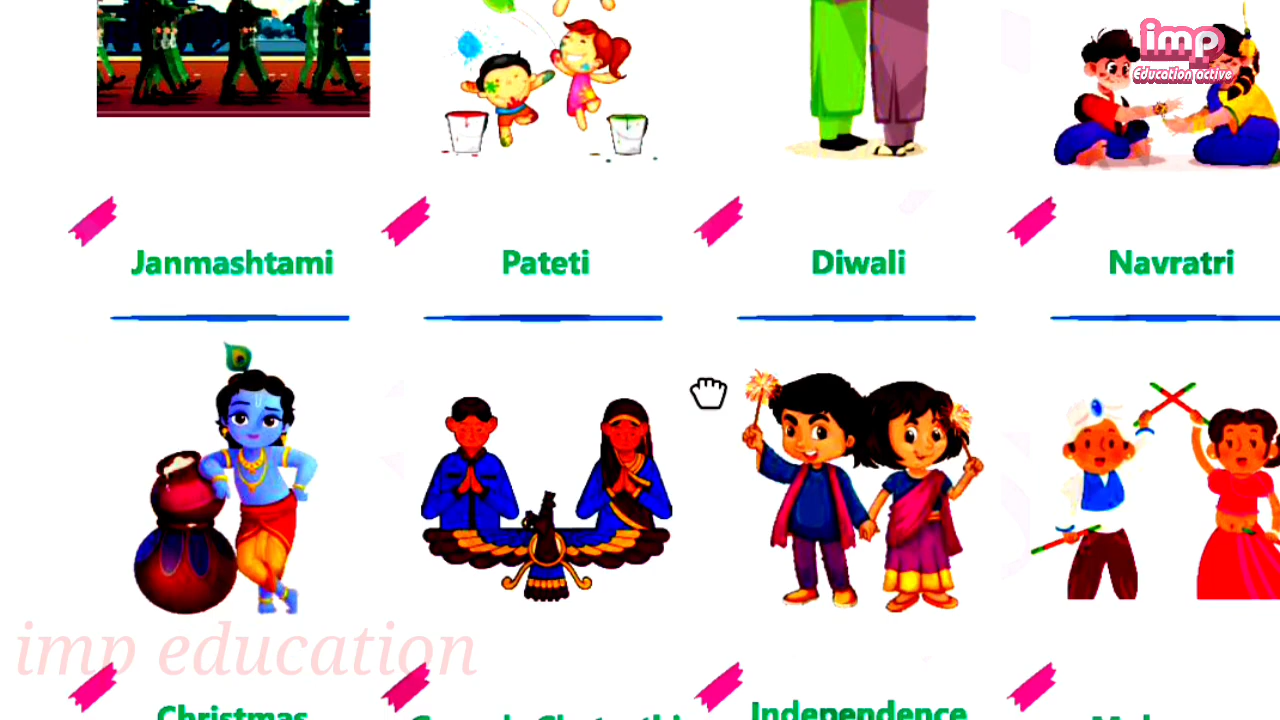 imp
Education active
Janmashtami
Pateti
Diwali
Navratri
imp education
Christmas
Independence